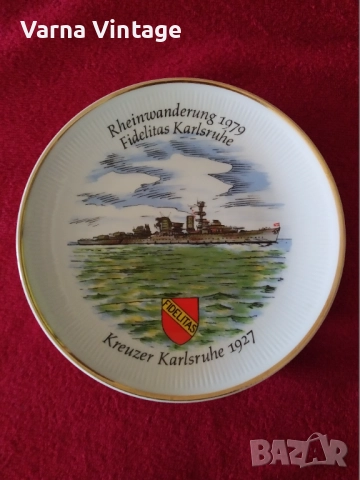 Varna Vintage
Rheinwanderung 1979
Fidelitas Karlsruhe
FIDELITAS
Kreuzer Karlsruhe 1927
BAZAR